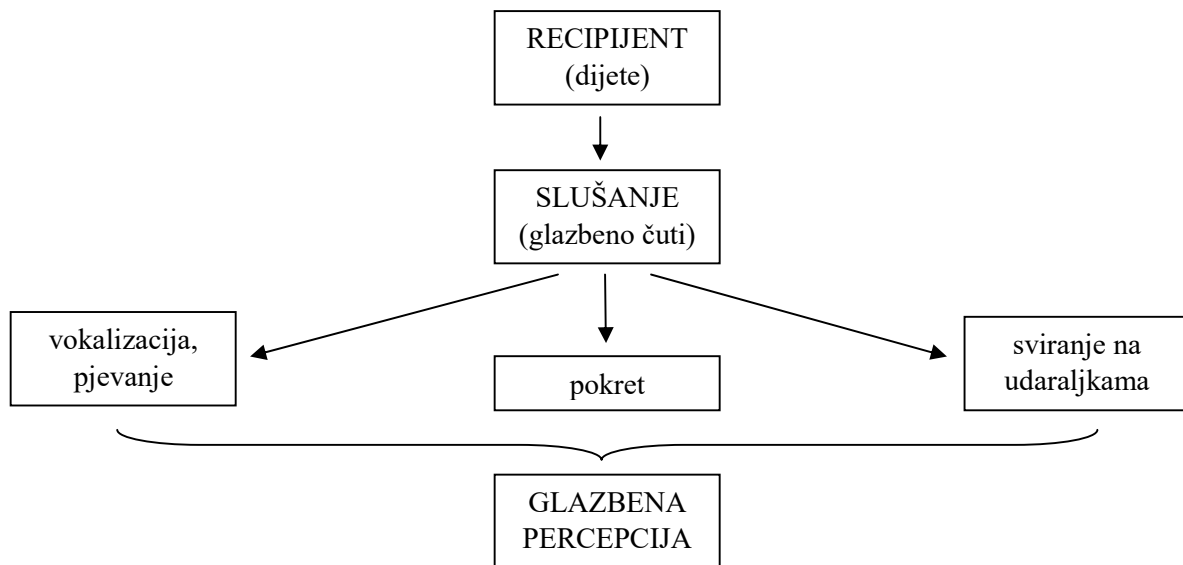 RECIPIJENT
(dijete)
SLUŠANJE
(glazbeno čuti)
vokalizacija,
pjevanje
pokret
sviranje na
udaraljkama
GLAZBENA
PERCEPCIJA